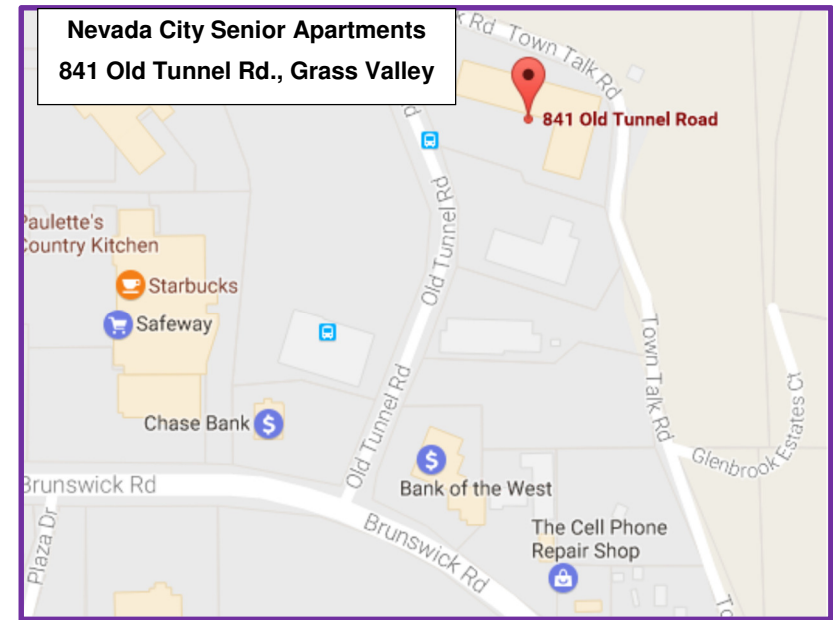 Nevada City Senior Apartments
841 Old Tunnel Rd., Grass Valley
Rd Town Talk Rd
841 Old Tunnel Road
Old Tunnel Rd
Paulette's
Country Kitchen
Starbucks
Safeway
Town Talk Rd
Old Tunnel Rd
Chase Bank
Glenbrook Estates Ct
Bank of the West
Brunswick Rd
Plaza Dr
Brunswick Rd
The Cell Phone
Repair Shop